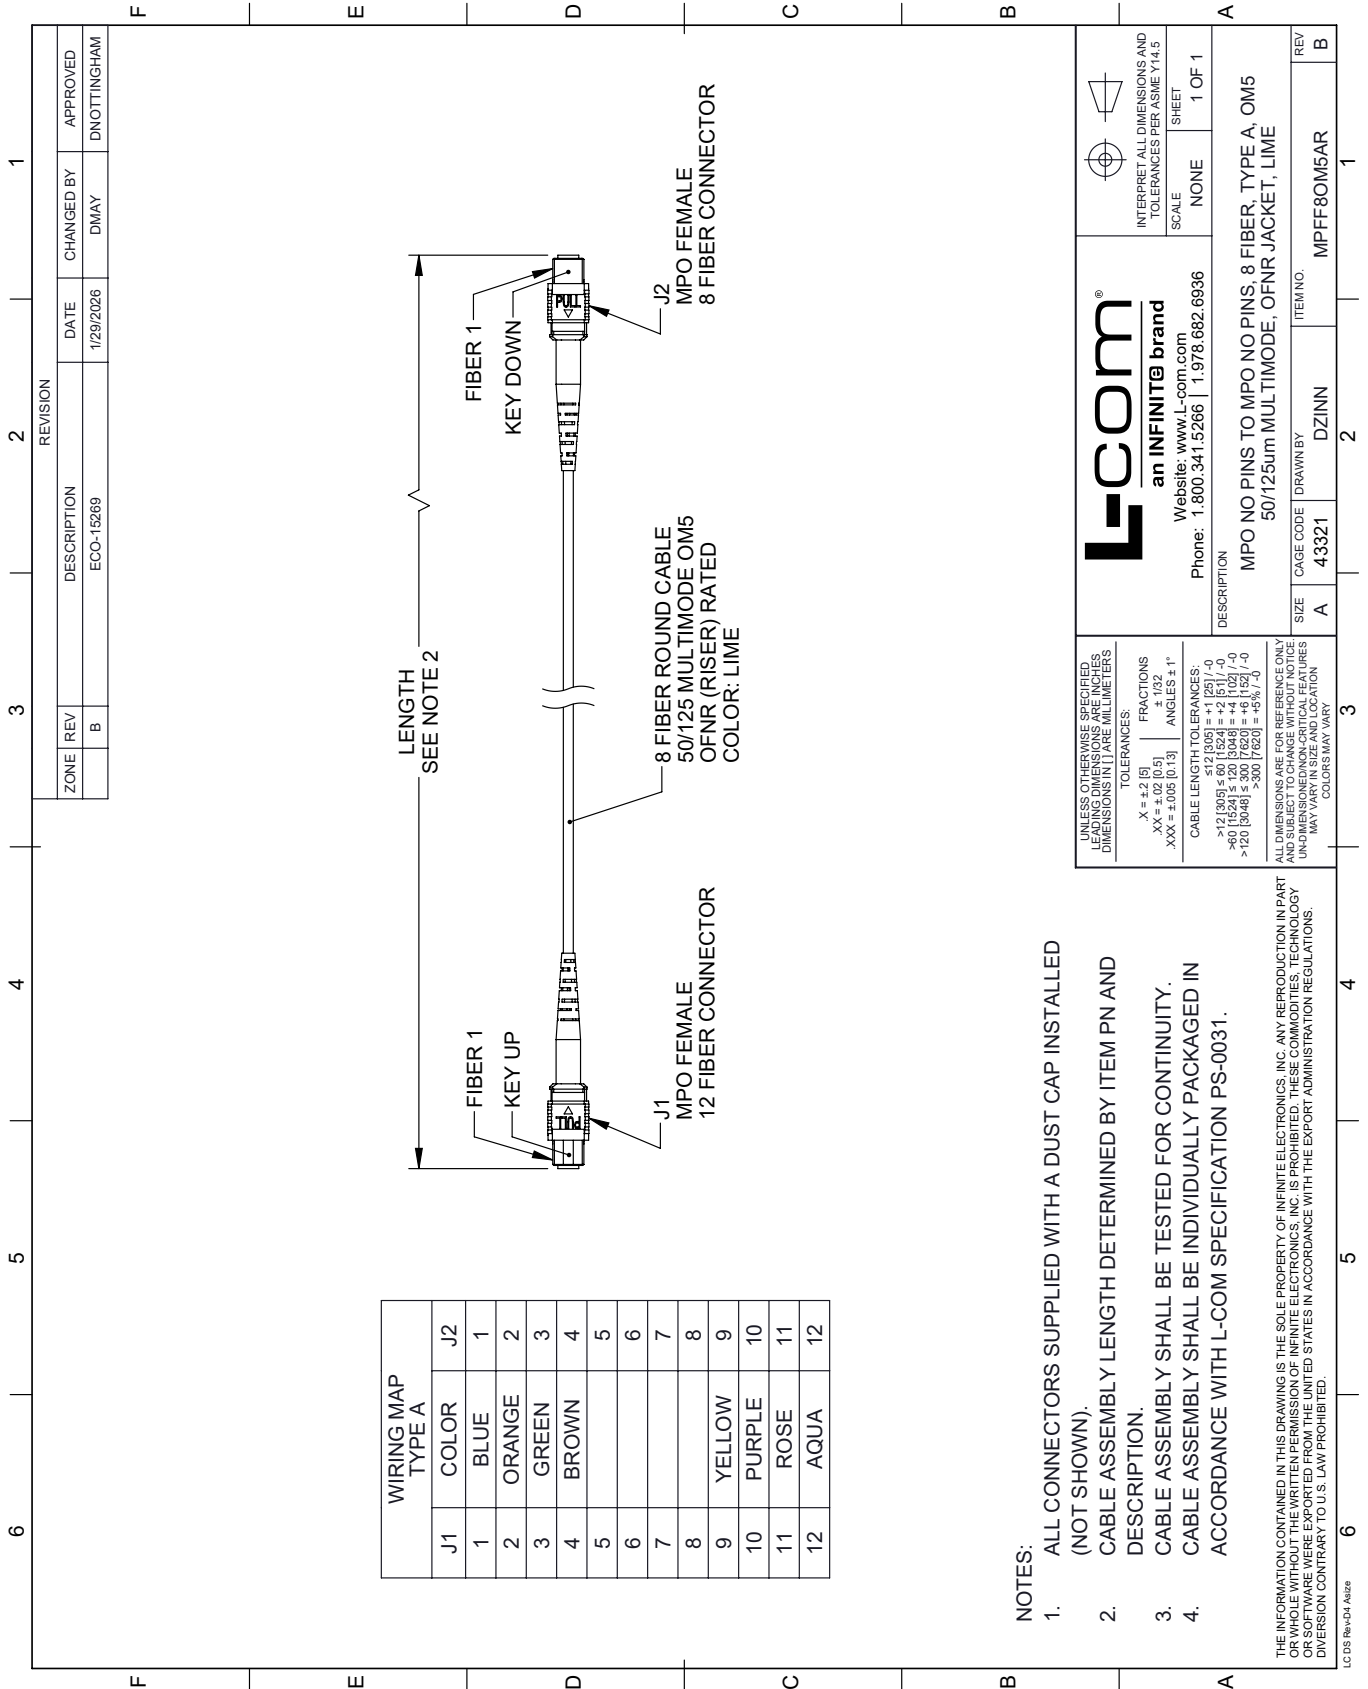 6 5 4 3 2 1
F
E
D
C
B
A
REVISION
ZONE REV DESCRIPTION DATE CHANGED BY APPROVED
B ECO-15269 1/29/2026 DMAY DNOTTINGHAM
LENGTH
SEE NOTE 2
FIBER 1
KEY UP
PULL
J1
MPO FEMALE
12 FIBER CONNECTOR
8 FIBER ROUND CABLE
50/125 MULTIMODE OM5
OFNR (RISER) RATED
COLOR: LIME
FIBER 1
KEY DOWN
PULL
J2
MPO FEMALE
8 FIBER CONNECTOR
WIRING MAP
TYPE A
J1 COLOR J2
1 BLUE 1
2 ORANGE 2
3 GREEN 3
4 BROWN 4
5 5
6 6
7 7
8 8
9 YELLOW 9
10 PURPLE 10
11 ROSE 11
12 AQUA 12
NOTES:
1. ALL CONNECTORS SUPPLIED WITH A DUST CAP INSTALLED
(NOT SHOWN).
2. CABLE ASSEMBLY LENGTH DETERMINED BY ITEM PN AND
DESCRIPTION.
3. CABLE ASSEMBLY SHALL BE TESTED FOR CONTINUITY.
4. CABLE ASSEMBLY SHALL BE INDIVIDUALLY PACKAGED IN
ACCORDANCE WITH L-COM SPECIFICATION PS-0031.
THE INFORMATION CONTAINED IN THIS DRAWING IS THE SOLE PROPERTY OF INFINITE ELECTRONICS, INC. ANY REPRODUCTION IN PART
OR WHOLE WITHOUT THE WRITTEN PERMISSION OF INFINITE ELECTRONICS, INC. IS PROHIBITED. THESE COMMODITIES, TECHNOLOGY
OR SOFTWARE WERE EXPORTED FROM THE UNITED STATES IN ACCORDANCE WITH THE EXPORT ADMINISTRATION REGULATIONS.
DIVERSION CONTRARY TO U.S. LAW PROHIBITED.
UNLESS OTHERWISE SPECIFIED
LEADING DIMENSIONS ARE INCHES
DIMENSIONS IN [ ] ARE MILLIMETERS
TOLERANCES:
.X = ±.2 [5] FRACTIONS
.XX = ±.02 [0.5] ± 1/32
.XXX = ±.005 [0.13] ANGLES ± 1°
CABLE LENGTH TOLERANCES:
≤12 [305] = +1 [25] / -0
>12 [305] ≤ 60 [1524] = +2 [51] / -0
>60 [1524] ≤ 120 [3048] = +4 [102] / -0
>120 [3048] ≤ 300 [7620] = +6 [152] / -0
>300 [7620] = +5% / -0
ALL DIMENSIONS ARE FOR REFERENCE ONLY
AND SUBJECT TO CHANGE WITHOUT NOTICE.
UN-DIMENSIONED/NON-CRITICAL FEATURES
MAY VARY IN SIZE AND LOCATION
COLORS MAY VARY
L-com®
an INFINITe brand
Website: www.L-com.com
Phone: 1.800.341.5266 | 1.978.682.6936
INTERPRET ALL DIMENSIONS AND
TOLERANCES PER ASME Y14.5
SCALE NONE SHEET 1 OF 1
DESCRIPTION
MPO NO PINS TO MPO NO PINS, 8 FIBER, TYPE A, OM5
50/125um MULTIMODE, OFNR JACKET, LIME
SIZE A CAGE CODE 43321 DRAWN BY DZINN ITEM NO. MPFF8OM5AR REV B
LC DS Rev-D4 Asize
6 5 4 3 2 1
F
E
D
C
B
A